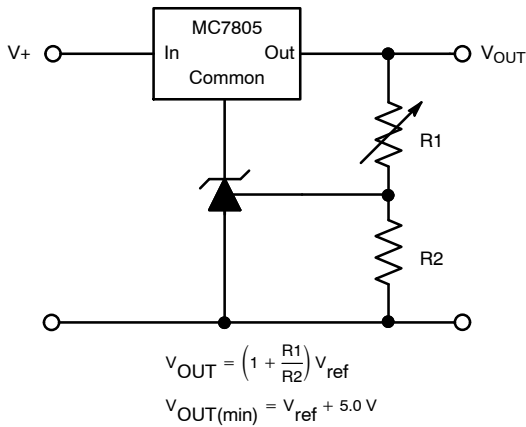 MC7805
V+ In Out VOUT
Common
R1
R2
VOUT = (1 + R1/R2) Vref
VOUT(min) = Vref + 5.0 V